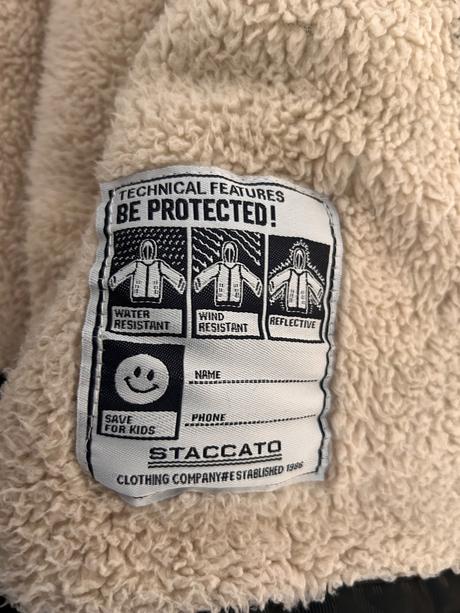 TECHNICAL FEATURES
BE PROTECTED!
WATER RESISTANT
WIND RESISTANT
REFLECTIVE
SAVE FOR KIDS
NAME
PHONE
STACCATO
CLOTHING COMPANY#ESTABLISHED 1986